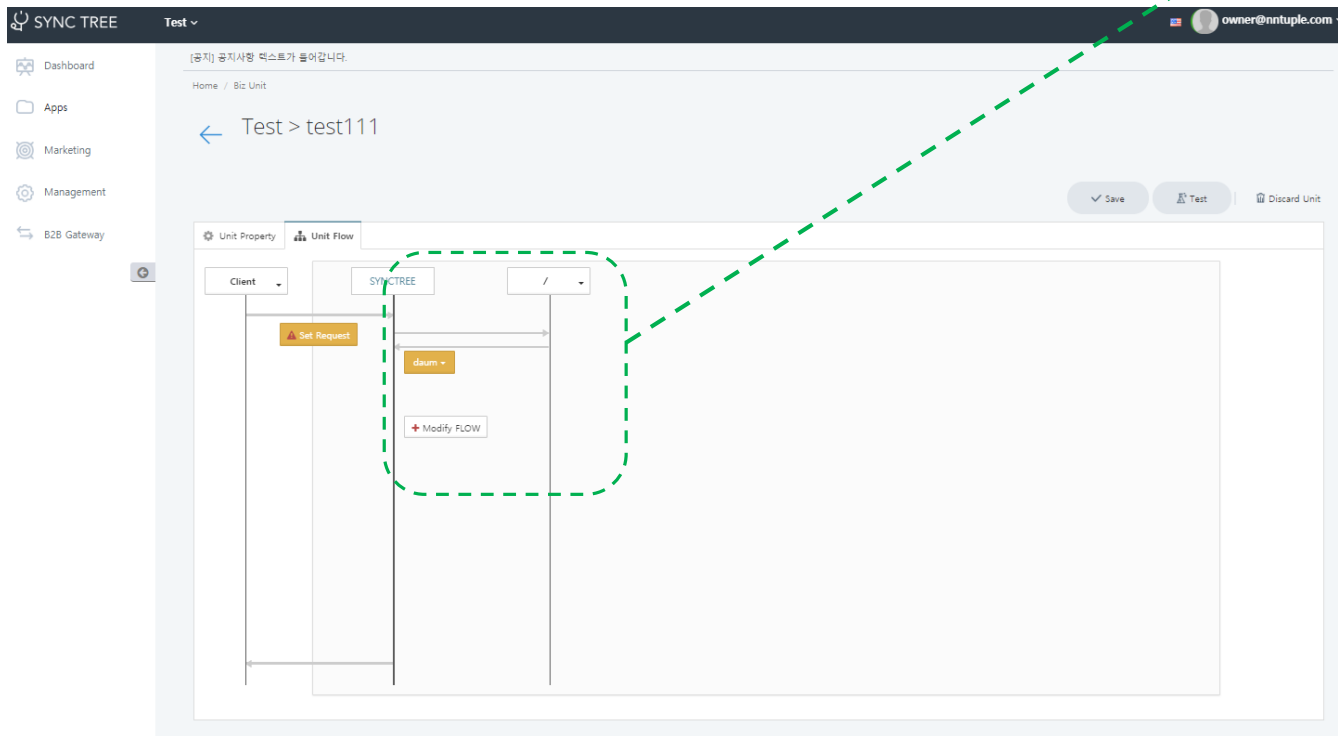 SYNC TREE
Test
owner@nntuple.com
Dashboard
Apps
Marketing
Management
B2B Gateway
[공지] 공지사항 텍스트가 들어갑니다.
Home / Biz Unit
Test > test111
Save
Test
Discard Unit
Unit Property
Unit Flow
Client
SYNCTREE
/
Set Request
daum
+ Modify FLOW